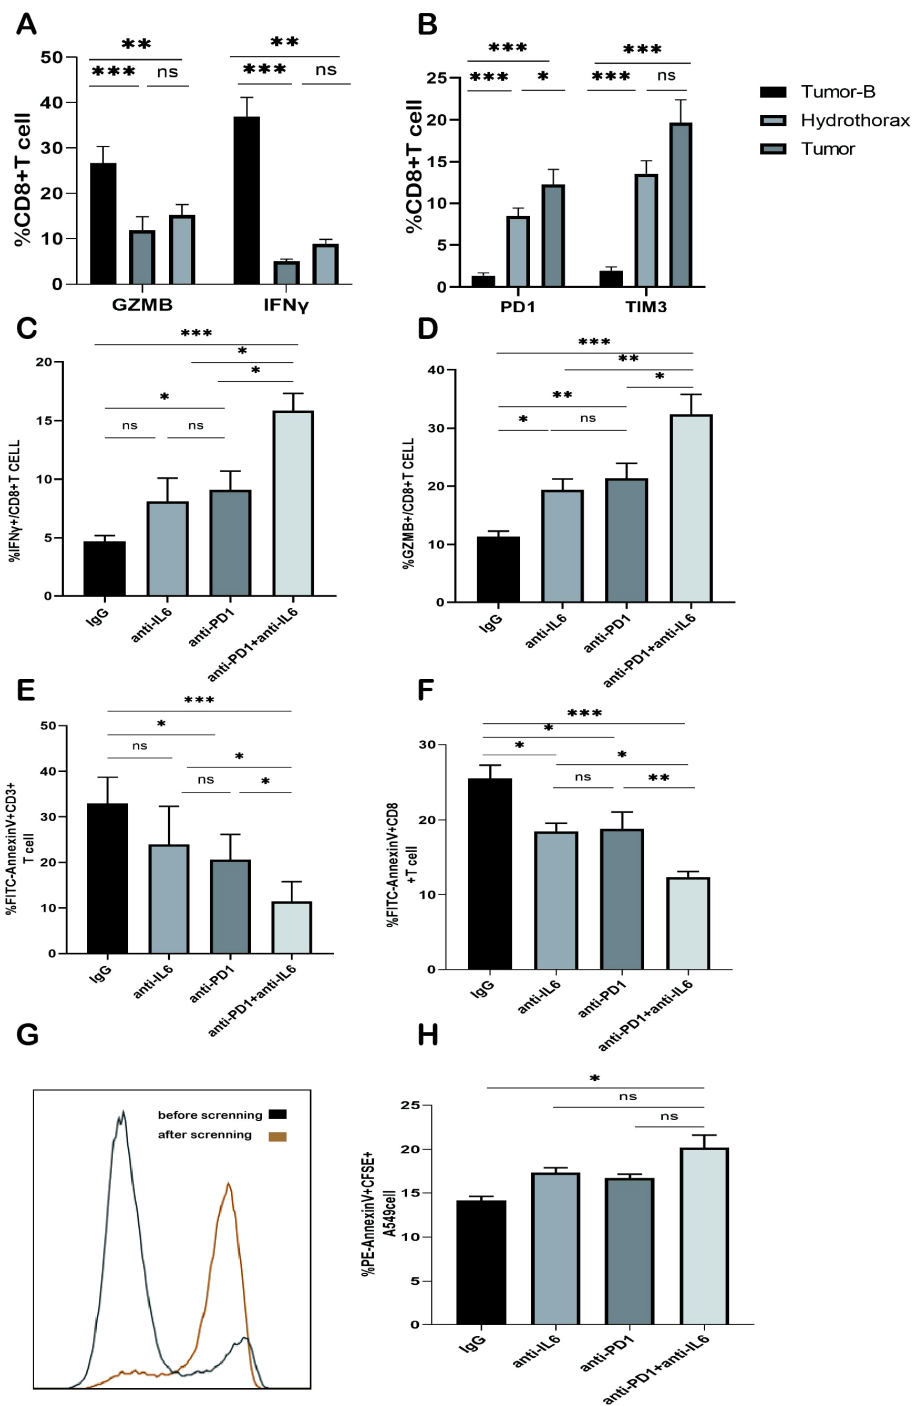 A
** **
*** ns *** ns
50
40
30
20
10
0
%CD8+T cell
GZMB IFNγ
B
*** ***
*** * *** ns
25
20
15
10
5
0
%CD8+T cell
PD1 TIM3
Tumor-B
Hydrothorax
Tumor
C
***
*
*
*
ns ns
20
15
10
5
0
%IFNγ+/CD8+T CELL
IgG
anti-IL6
anti-PD1
anti-PD1+anti-IL6
D
***
**
*
**
* ns
40
30
20
10
0
%GZMB+/CD8+T CELL
IgG
anti-IL6
anti-PD1
anti-PD1+anti-IL6
E
***
*
ns *
ns *
50
40
30
20
10
0
%FITC-AnnexinV+CD3+
T cell
IgG
anti-IL6
anti-PD1
anti-PD1+anti-IL6
F
***
*
* *
ns **
30
20
10
0
%FITC-AnnexinV+CD8
+T cell
IgG
anti-IL6
anti-PD1
anti-PD1+anti-IL6
G
before screnning
after screnning
H
*
ns
ns
25
20
15
10
5
0
%PE-AnnexinV+CFSE+
A549cell
IgG
anti-IL6
anti-PD1
anti-PD1+anti-IL6